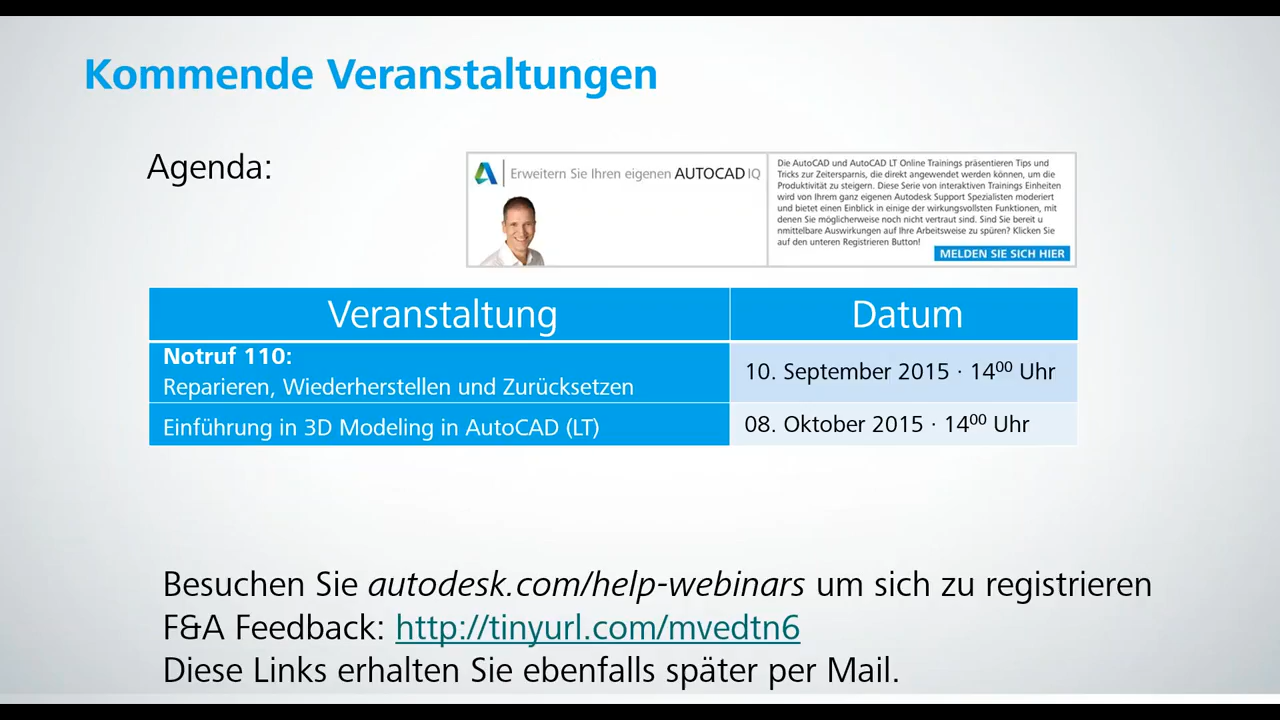 Kommende Veranstaltungen
Agenda:
Erweitern Sie Ihren eigenen AUTOCAD IQ
Die AutoCAD und AutoCAD LT Online Trainings präsentieren Tips und
Tricks zur Zeitersparnis, die direkt angewendet werden können, um die
Produktivität zu steigern. Diese Serie von interaktiven Trainings Einheiten
wird von Ihrem ganz eigenen Autodesk Support Spezialisten moderiert
und bietet einen Einblick in einige der wirkungsvollsten Funktionen, mit
denen Sie möglicherweise noch nicht vertraut sind. Sind Sie bereit u
nmittelbare Auswirkungen auf Ihre Arbeitsweise zu spüren? Klicken Sie
auf den unteren Registrieren Button!
MELDEN SIE SICH HIER
Veranstaltung Datum
Notruf 110:
Reparieren, Wiederherstellen und Zurücksetzen
10. September 2015 · 14⁰⁰ Uhr
Einführung in 3D Modeling in AutoCAD (LT)
08. Oktober 2015 · 14⁰⁰ Uhr
Besuchen Sie autodesk.com/help-webinars um sich zu registrieren
F&A Feedback: http://tinyurl.com/mvedtn6
Diese Links erhalten Sie ebenfalls später per Mail.